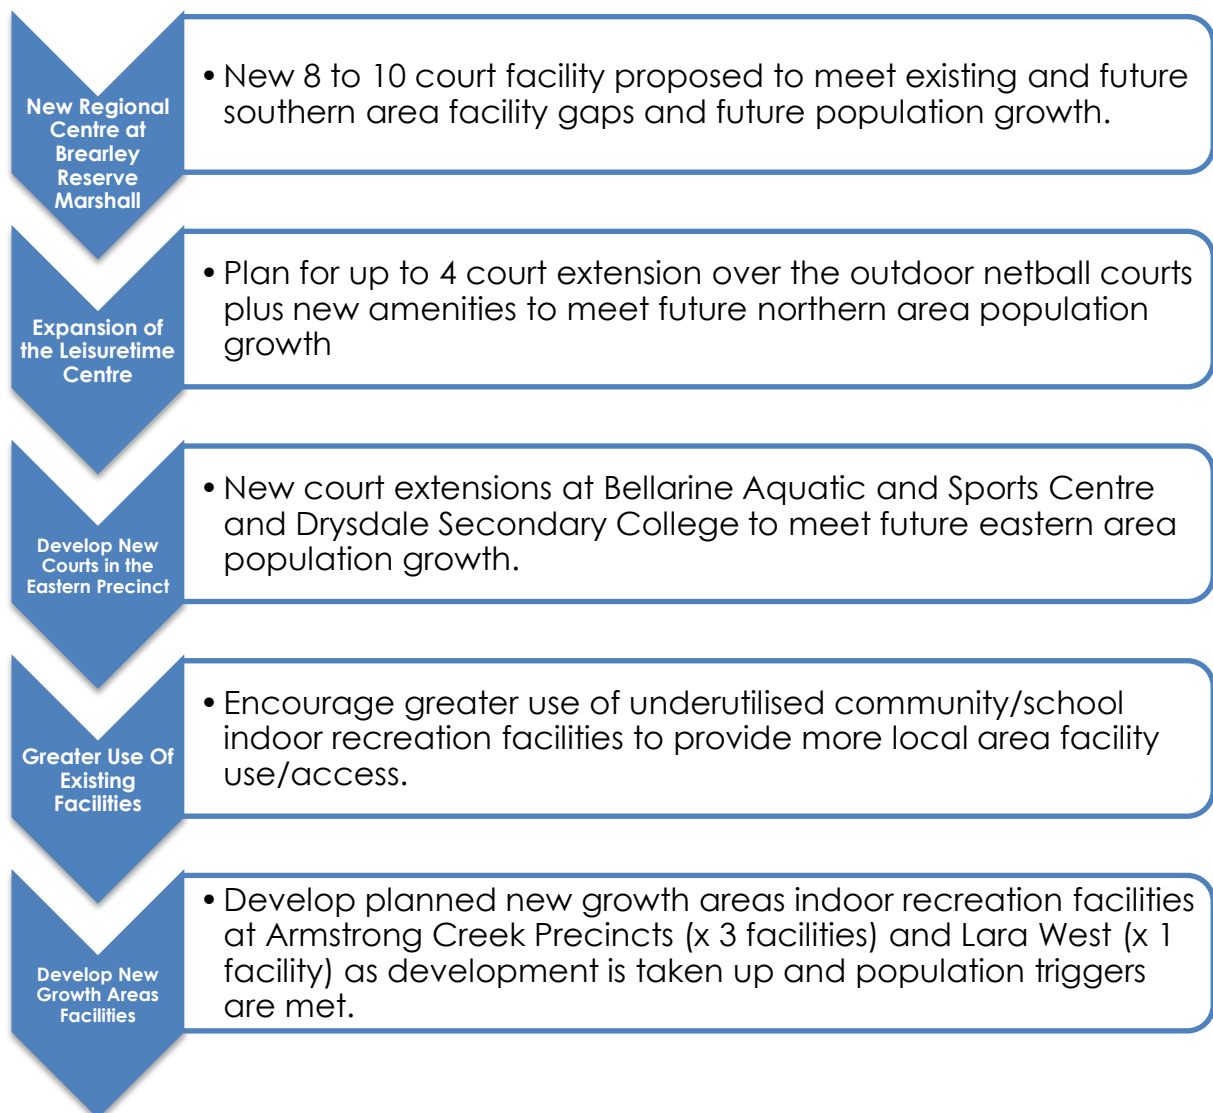 New Regional
Centre at
Brearley
Reserve
Marshall
• New 8 to 10 court facility proposed to meet existing and future
southern area facility gaps and future population growth.
Expansion of
the Leisuretime
Centre
• Plan for up to 4 court extension over the outdoor netball courts
plus new amenities to meet future northern area population
growth
Develop New
Courts in the
Eastern Precinct
• New court extensions at Bellarine Aquatic and Sports Centre
and Drysdale Secondary College to meet future eastern area
population growth.
Greater Use Of
Existing
Facilities
• Encourage greater use of underutilised community/school
indoor recreation facilities to provide more local area facility
use/access.
Develop New
Growth Areas
Facilities
• Develop planned new growth areas indoor recreation facilities
at Armstrong Creek Precincts (x 3 facilities) and Lara West (x 1
facility) as development is taken up and population triggers
are met.